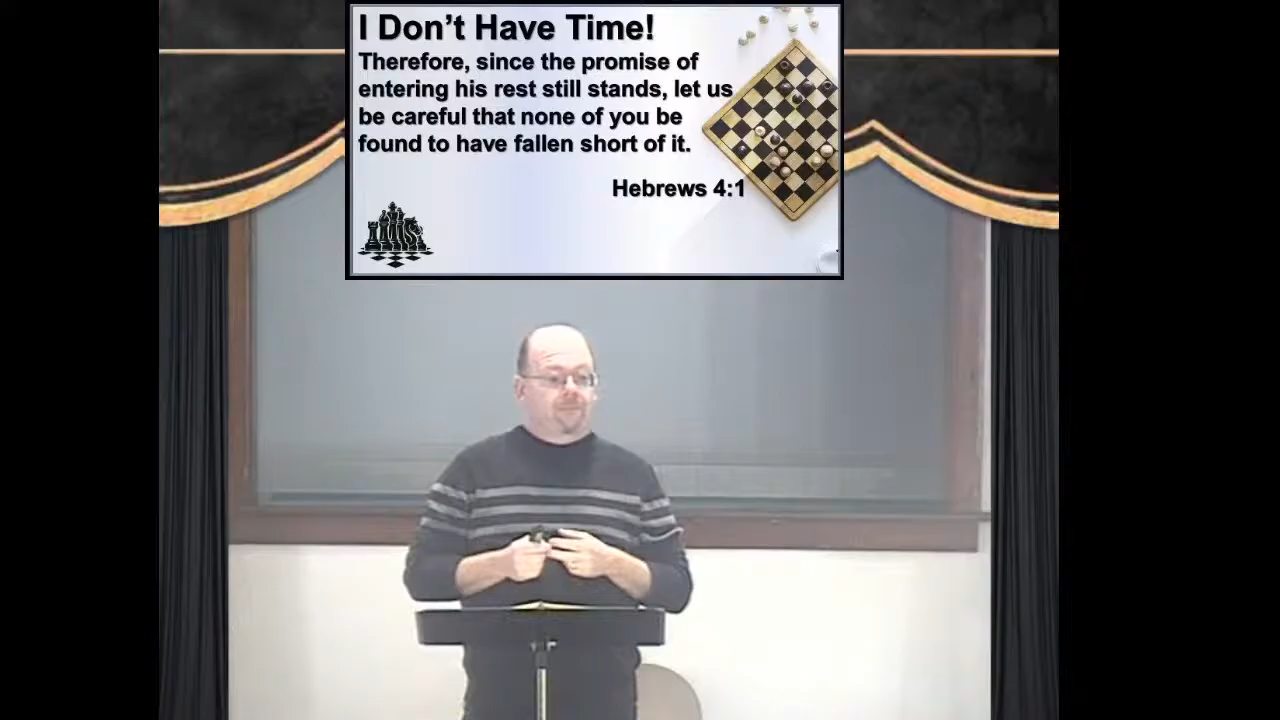 I Don’t Have Time!
Therefore, since the promise of
entering his rest still stands, let us
be careful that none of you be
found to have fallen short of it.
Hebrews 4:1